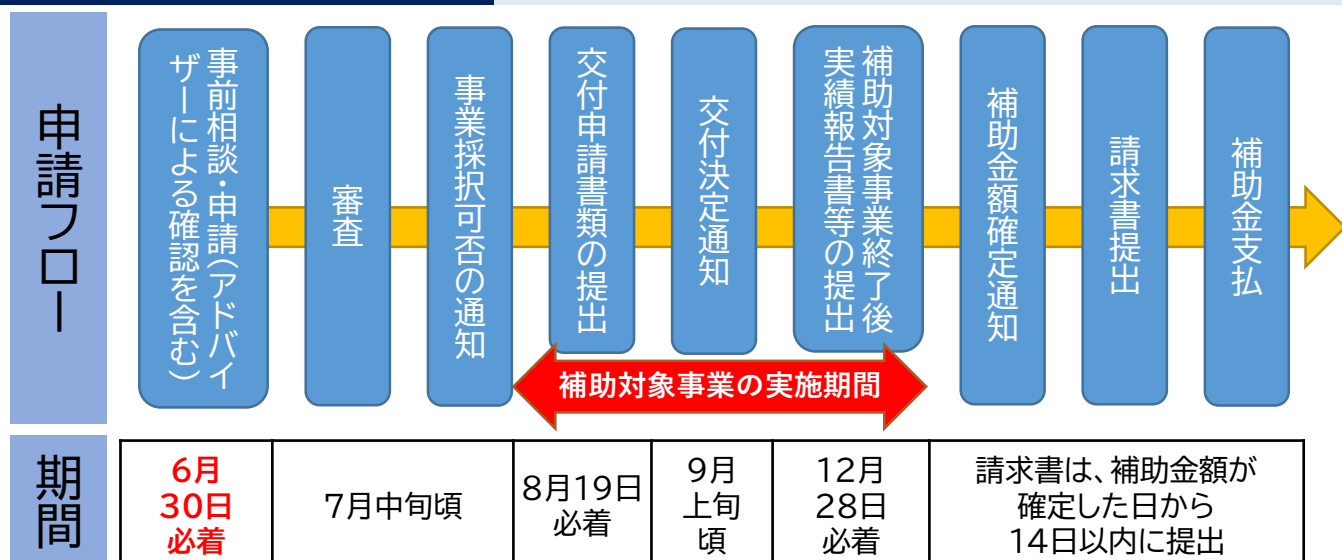 申請フロー
事前相談・申請(アドバイ
ザーによる確認を含む)
審査
事業採択可否の通知
交付申請書類の提出
交付決定通知
補助対象事業終了後
実績報告書等の提出
補助金額確定通知
請求書提出
補助金支払
補助対象事業の実施期間
期間
6月
30日
必着
7月中旬頃
8月19日
必着
9月
上旬
頃
12月
28日
必着
請求書は、補助金額が
確定した日から
14日以内に提出